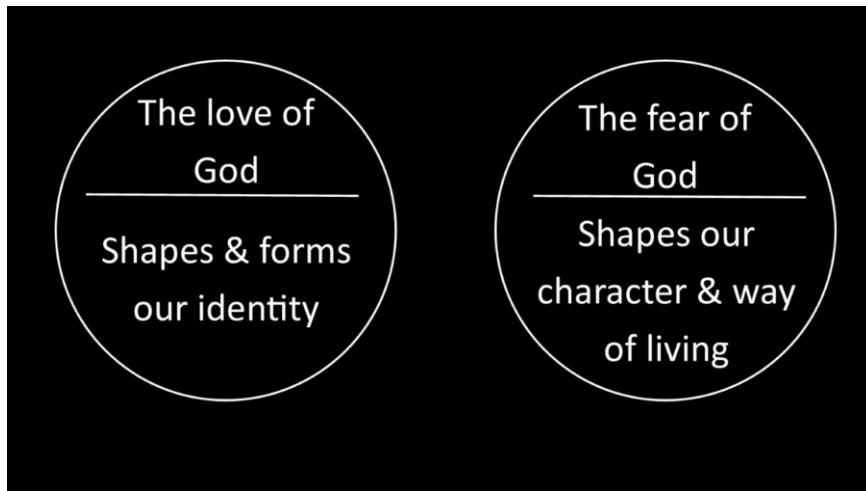 The love of
God
Shapes & forms
our identity
The fear of
God
Shapes our
character & way
of living